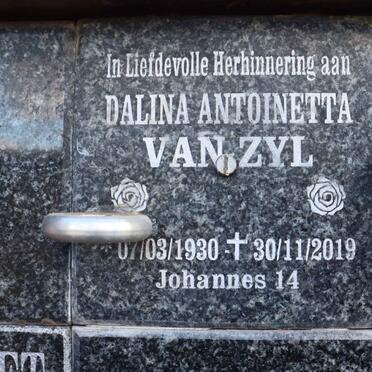 In Liefdevolle Herhinnering aan
DALINA ANTOINETTA
VAN ZYL
07/03/1930 ✝ 30/11/2019
Johannes 14